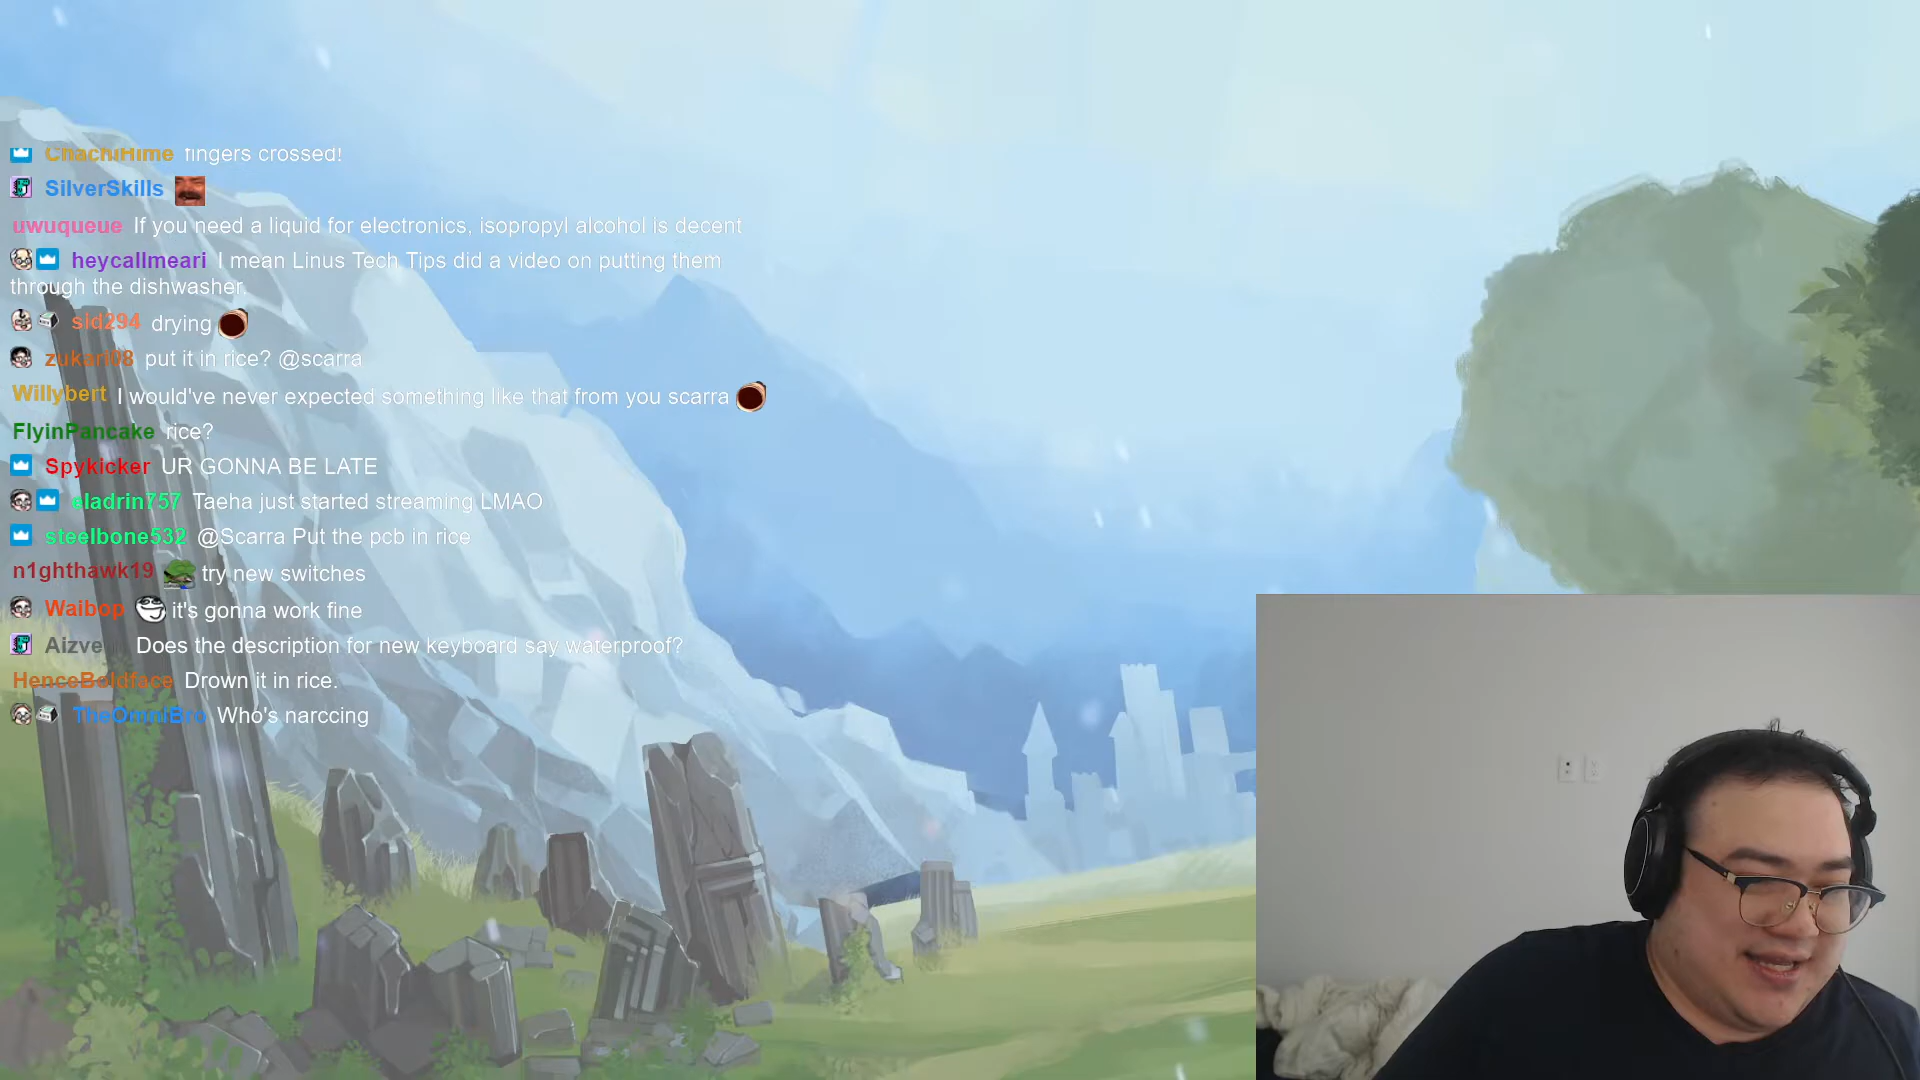 ChachiHime fingers crossed!
SilverSkills
uwuqueue If you need a liquid for electronics, isopropyl alcohol is decent
heycallmeari I mean Linus Tech Tips did a video on putting them
through the dishwasher.
sid294 drying
put it in rice? @scarra
Willybert I would've never expected something like that from you scarra
FlyinPancake rice?
Spykicker UR GONNA BE LATE
eladrin757 Taeha just started streaming LMAO
steelbone532 @Scarra Put the pcb in rice
n1ghthawk19 try new switches
Waibop it's gonna work fine
Does the description for new keyboard say waterproof?
HenceBoldface Drown it in rice.
TheOmniBro Who's narccing